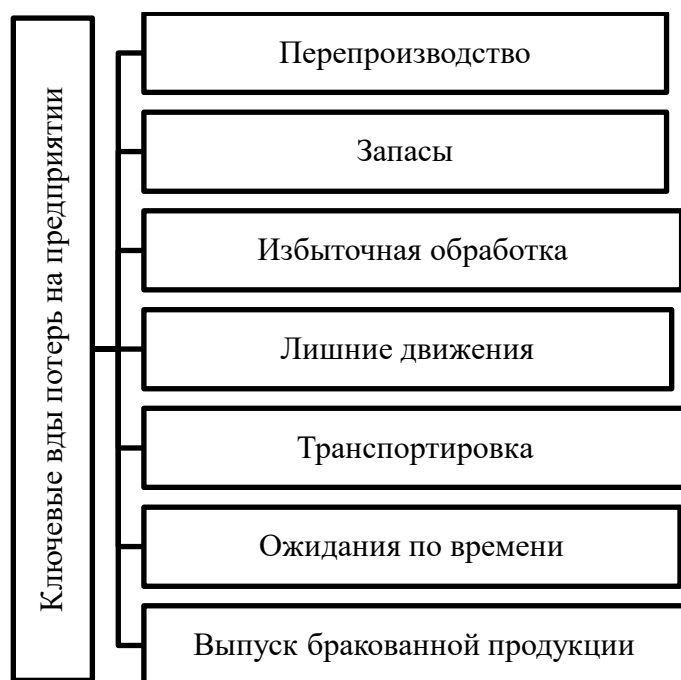 Ключевые вды потерь на предприятии
Перепроизводство
Запасы
Избыточная обработка
Лишние движения
Транспортировка
Ожидания по времени
Выпуск бракованной продукции